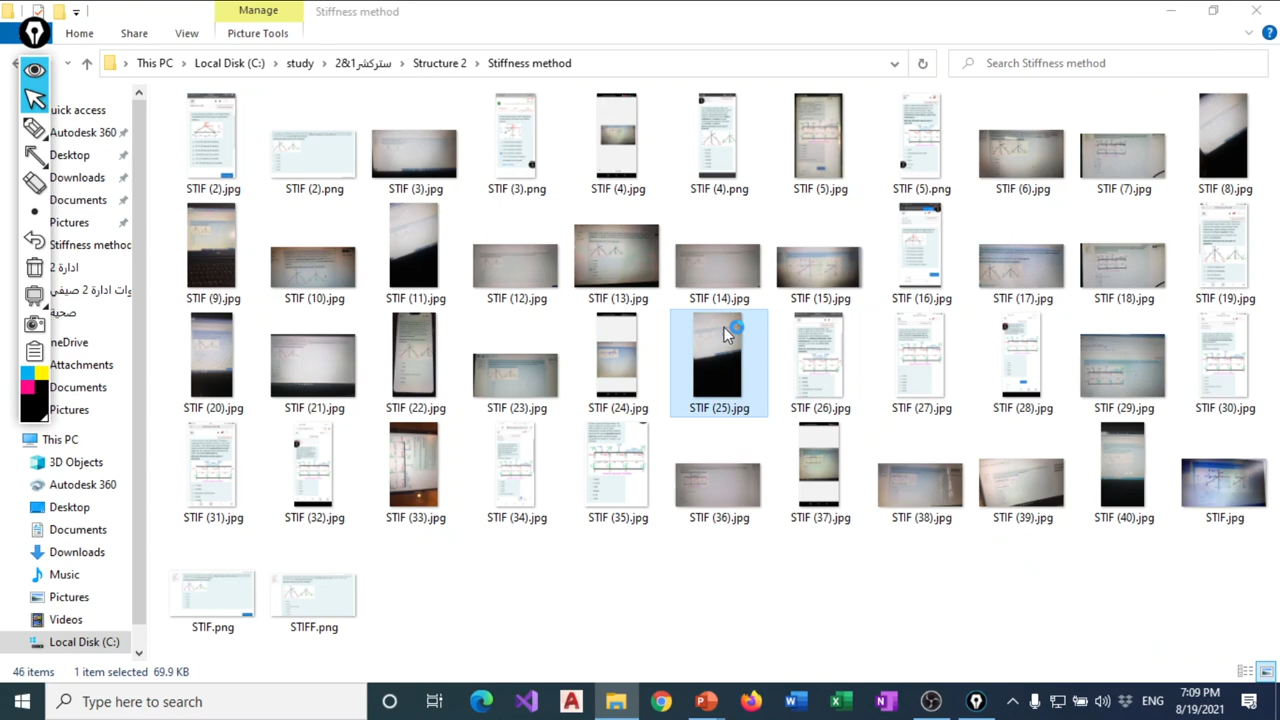 Manage
Stiffness method
Home
Share
View
Picture Tools
This PC
Local Disk (C:)
study
ستركشر1&2
Structure 2
Stiffness method
Search Stiffness method
uick access
Autodesk 360
Desktop
Downloads
Documents
Pictures
Stiffness methoc
ادارة 2
وات ادارة 2 صيفي
صحية
neDrive
Attachments
Documents
Pictures
This PC
3D Objects
Autodesk 360
Desktop
Documents
Downloads
Music
Pictures
Videos
Local Disk (C:)
STIF (2).jpg
STIF (2).png
STIF (3).jpg
STIF (3).png
STIF (4).jpg
STIF (4).png
STIF (5).jpg
STIF (5).png
STIF (6).jpg
STIF (7).jpg
STIF (8).jpg
STIF (9).jpg
STIF (10).jpg
STIF (11).jpg
STIF (12).jpg
STIF (13).jpg
STIF (14).jpg
STIF (15).jpg
STIF (16).jpg
STIF (17).jpg
STIF (18).jpg
STIF (19).jpg
STIF (20).jpg
STIF (21).jpg
STIF (22).jpg
STIF (23).jpg
STIF (24).jpg
STIF (25).jpg
STIF (26).jpg
STIF (27).jpg
STIF (28).jpg
STIF (29).jpg
STIF (30).jpg
STIF (31).jpg
STIF (32).jpg
STIF (33).jpg
STIF (34).jpg
STIF (35).jpg
STIF (36).jpg
STIF (37).jpg
STIF (38).jpg
STIF (39).jpg
STIF (40).jpg
STIF.jpg
STIF.png
STIFF.png
46 items
1 item selected 69.9 KB
Type here to search
ENG
7:09 PM
8/19/2021